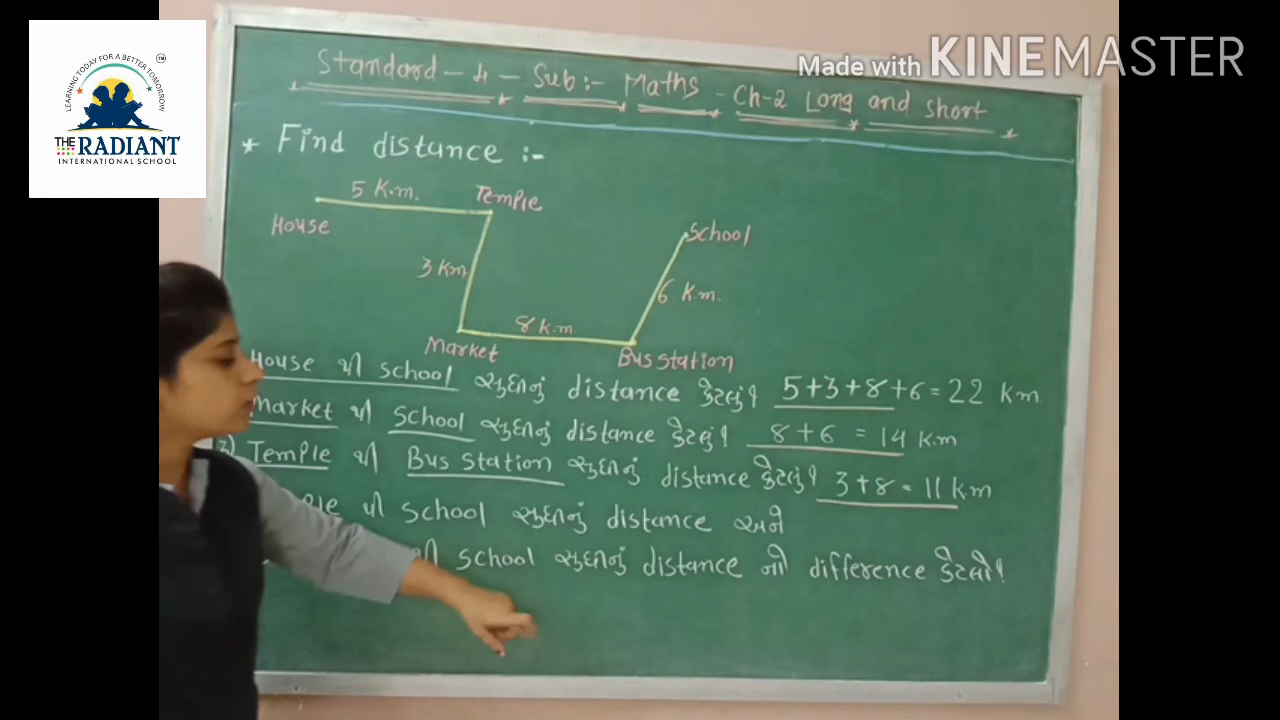 LEARNING TODAY FOR A BETTER TOMORROW
TM
THE RADIANT
INTERNATIONAL SCHOOL
Made with KINEMASTER
Standard - 4 - Sub:- Maths - Ch-2 Long and short
* Find distance :-
5 K.m.
Temple
House
School
3 Km
6 K.m.
8 K.m
Market
Bus station
House થી school સુધીનું distance કેટલું? 5+3+8+6 = 22 Km
Market થી School સુધીનું distance કેટલું? 8+6 = 14 Km
3) Temple થી Bus Station સુધીનું distance કેટલું? 3+8 = 11 Km
થી school સુધીનું distance અને
થી school સુધીનું distance નો difference કેટલો?